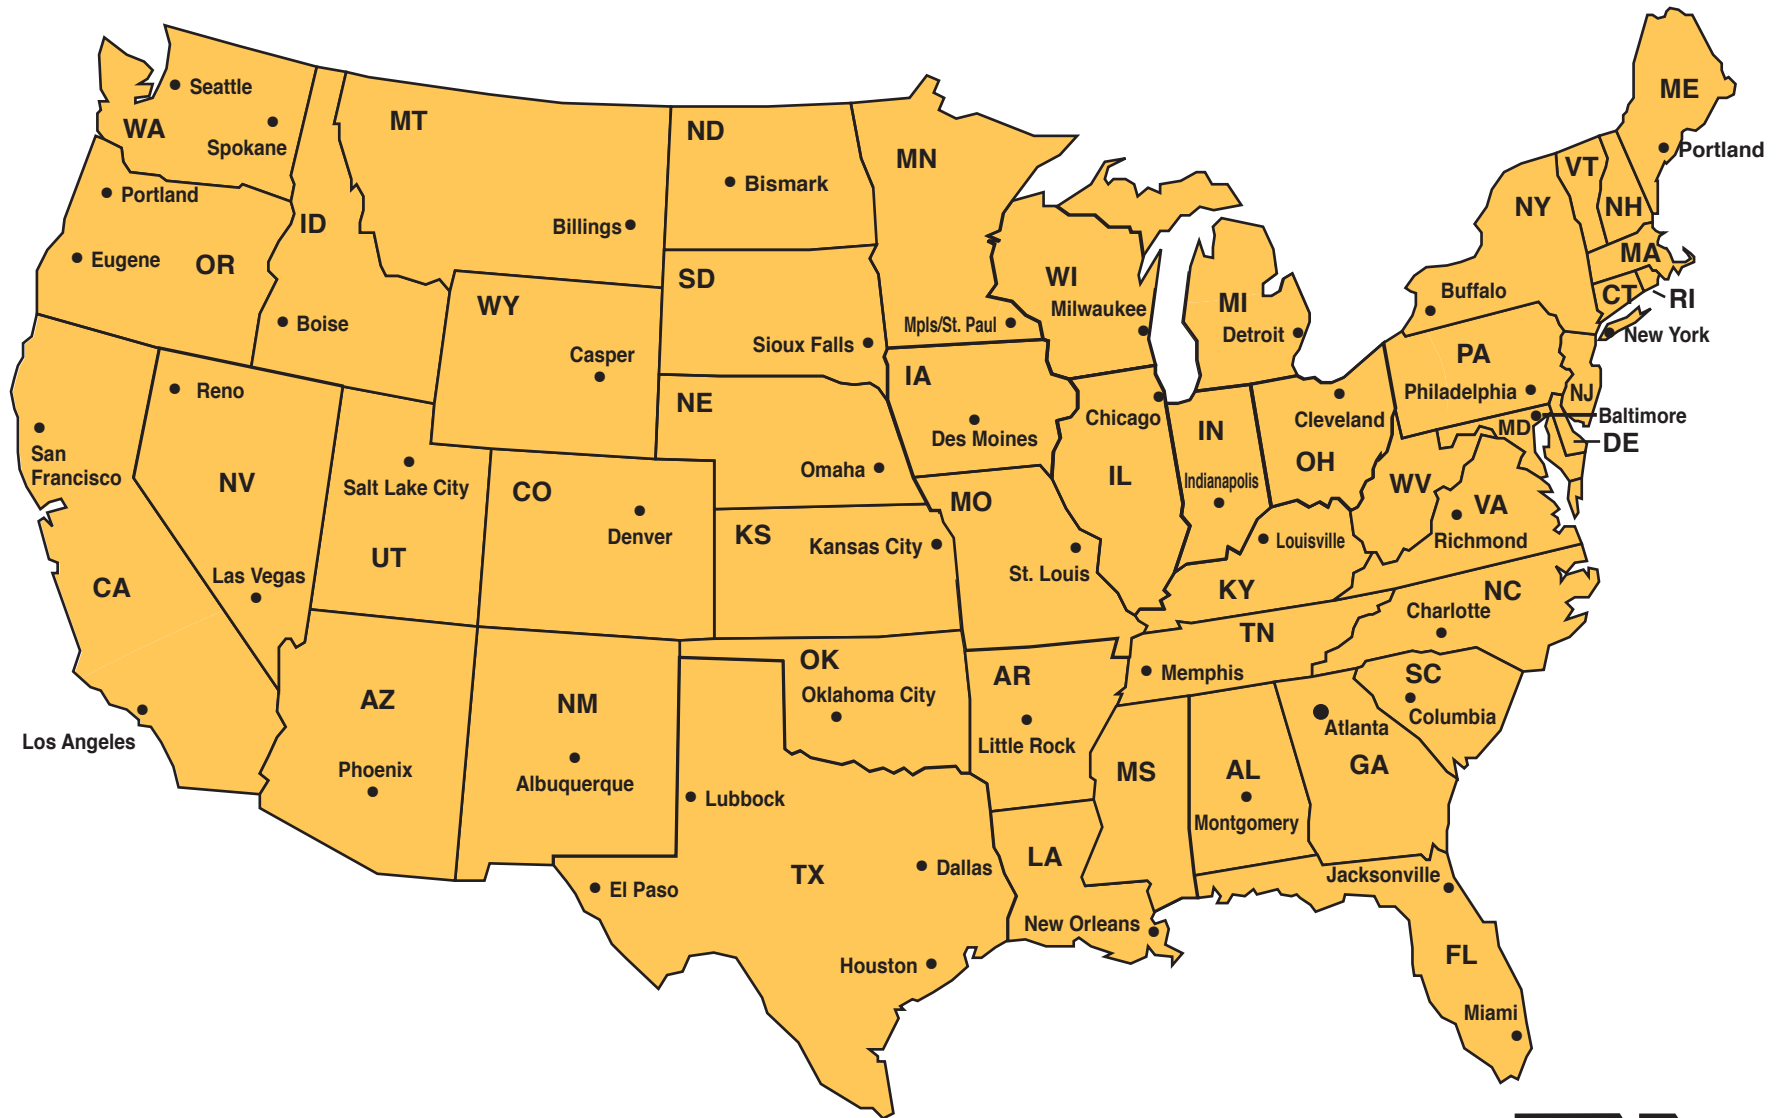 ME
Seattle
MT
WA
Spokane
ND
MN
VT
Portland
Bismark
Portland
ID
Billings
NY
NH
Eugene
OR
MA
WY
SD
WI
MI
Buffalo
CT
RI
Boise
Milwaukee
Mpls/St. Paul
Detroit
New York
Casper
Sioux Falls
PA
Reno
NE
IA
Philadelphia
NJ
San
Francisco
Des Moines
Chicago
IN
Cleveland
MD
Baltimore
DE
NV
Salt Lake City
CO
Omaha
IL
Indianapolis
OH
WV
MO
VA
Denver
KS
Kansas City
Louisville
Richmond
UT
St. Louis
Las Vegas
CA
KY
NC
Charlotte
TN
OK
Memphis
AZ
NM
Oklahoma City
AR
SC
Columbia
Los Angeles
Little Rock
Atlanta
Phoenix
Albuquerque
Lubbock
MS
AL
GA
Montgomery
LA
TX
Dallas
El Paso
Jacksonville
New Orleans
Houston
FL
Miami